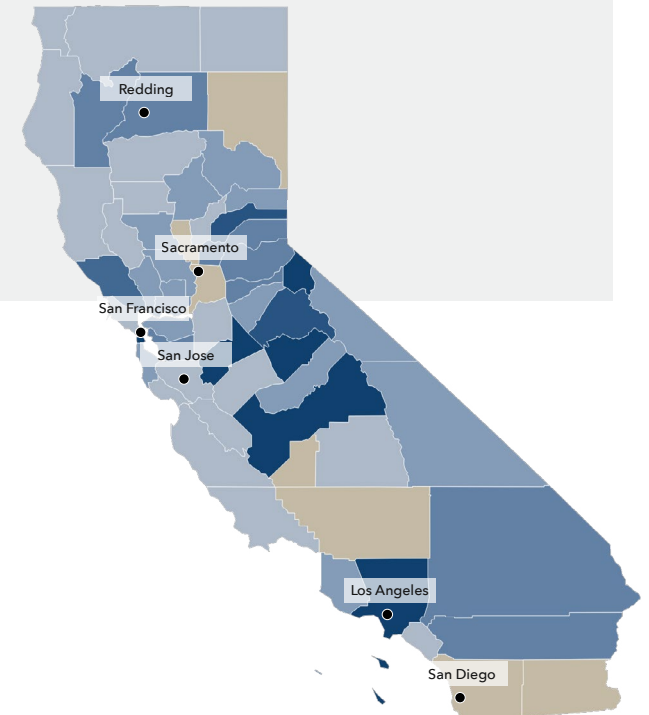 Redding
Sacramento
San Francisco
San Jose
Los Angeles
San Diego